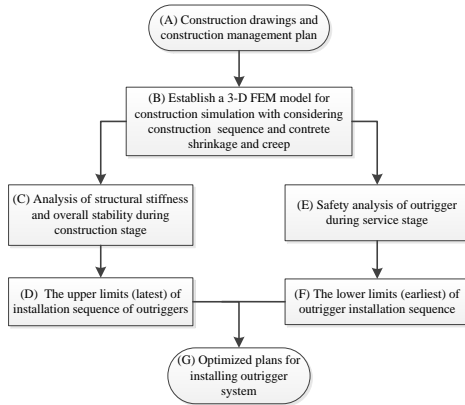 (A) Construction drawings and
construction management plan
(B) Establish a 3-D FEM model for
construction simulation with considering
construction sequence and contrete
shrinkage and creep
(C) Analysis of structural stiffness
and overall stability during
construction stage
(E) Safety analysis of outrigger
during service stage
(D) The upper limits (latest) of
installation sequence of outriggers
(F) The lower limits (earliest) of
outrigger installation sequence
(G) Optimized plans for
installing outrigger
system